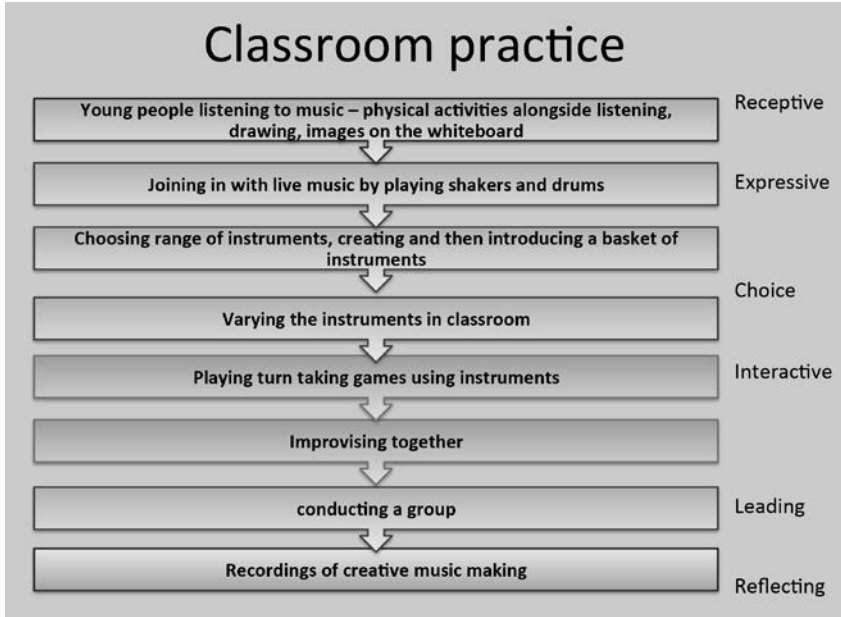 Classroom practice
Young people listening to music – physical activities alongside listening,
drawing, images on the whiteboard
Receptive
Joining in with live music by playing shakers and drums
Expressive
Choosing range of instruments, creating and then introducing a basket of
instruments
Choice
Varying the instruments in classroom
Playing turn taking games using instruments
Interactive
Improvising together
conducting a group
Leading
Recordings of creative music making
Reflecting